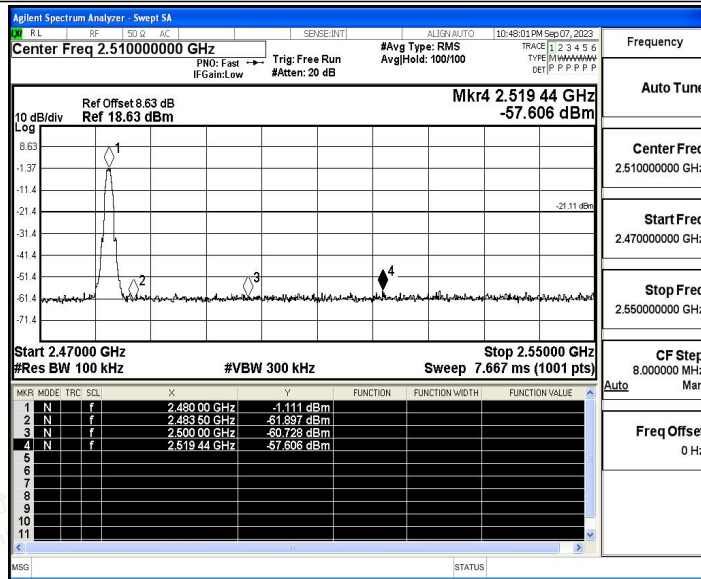 Agilent Spectrum Analyzer - Swept SA
RL RF 50 Ω AC SENSE:INT ALIGN AUTO 10:48:01 PM Sep 07, 2023
Center Freq 2.510000000 GHz
PNO: Fast Trig: Free Run #Avg Type: RMS TRACE 1 2 3 4 5 6
IFGain:Low #Atten: 20 dB Avg|Hold: 100/100 TYPE M
DET P P P P P P
Mkr4 2.519 44 GHz
-57.606 dBm
Ref Offset 8.63 dB
10 dB/div Ref 18.63 dBm
Log
8.63
1
-1.37
-11.4
-21.11 dBm
-21.4
-31.4
-41.4
-51.4
2 3 4
-61.4
-71.4
Start 2.47000 GHz Stop 2.55000 GHz
#Res BW 100 kHz #VBW 300 kHz Sweep 7.667 ms (1001 pts)
MKR MODE TRC SCL X Y FUNCTION FUNCTION WIDTH FUNCTION VALUE
1 N f 2.480 00 GHz -1.111 dBm
2 N f 2.483 50 GHz -61.897 dBm
3 N f 2.500 00 GHz -60.728 dBm
4 N f 2.519 44 GHz -57.606 dBm
5
6
7
8
9
10
11
MSG STATUS
Frequency
Auto Tune
Center Freq
2.510000000 GHz
Start Freq
2.470000000 GHz
Stop Freq
2.550000000 GHz
CF Step
8.000000 MHz
Auto Man
Freq Offset
0 Hz